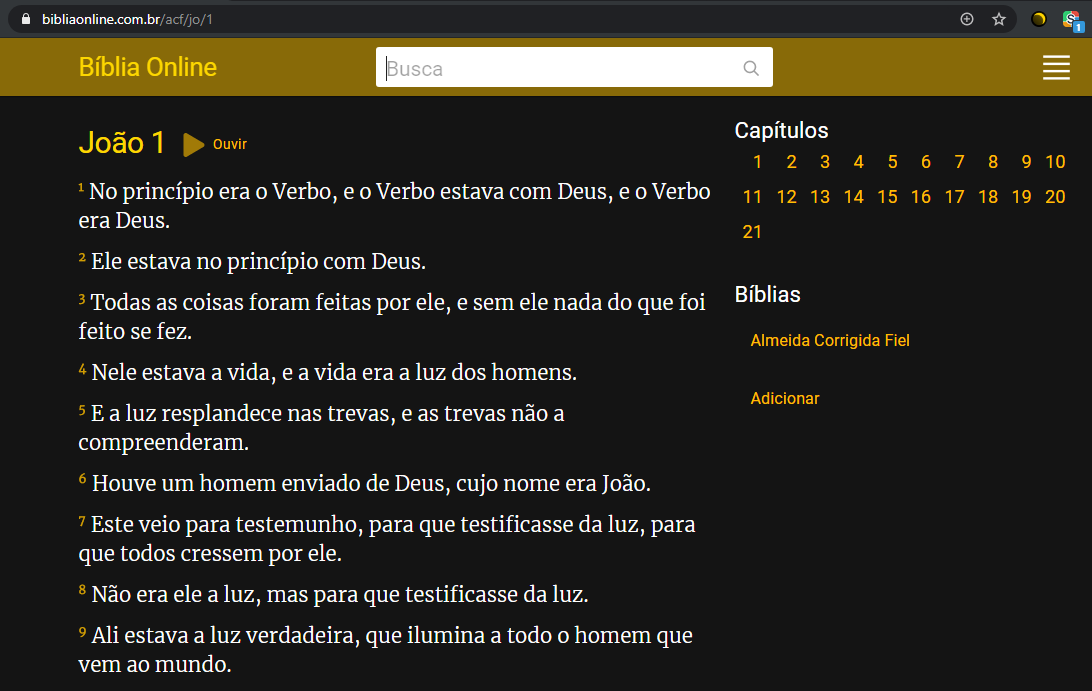 bibliaonline.com.br/acf/jo/1
Bíblia Online
Busca
João 1
Ouvir
1 No princípio era o Verbo, e o Verbo estava com Deus, e o Verbo
era Deus.
2 Ele estava no princípio com Deus.
3 Todas as coisas foram feitas por ele, e sem ele nada do que foi
feito se fez.
4 Nele estava a vida, e a vida era a luz dos homens.
5 E a luz resplandece nas trevas, e as trevas não a
compreenderam.
6 Houve um homem enviado de Deus, cujo nome era João.
7 Este veio para testemunho, para que testificasse da luz, para
que todos cressem por ele.
8 Não era ele a luz, mas para que testificasse da luz.
9 Ali estava a luz verdadeira, que ilumina a todo o homem que
vem ao mundo.
Capítulos
1 2 3 4 5 6 7 8 9 10
11 12 13 14 15 16 17 18 19 20
21
Bíblias
Almeida Corrigida Fiel
Adicionar
S
1